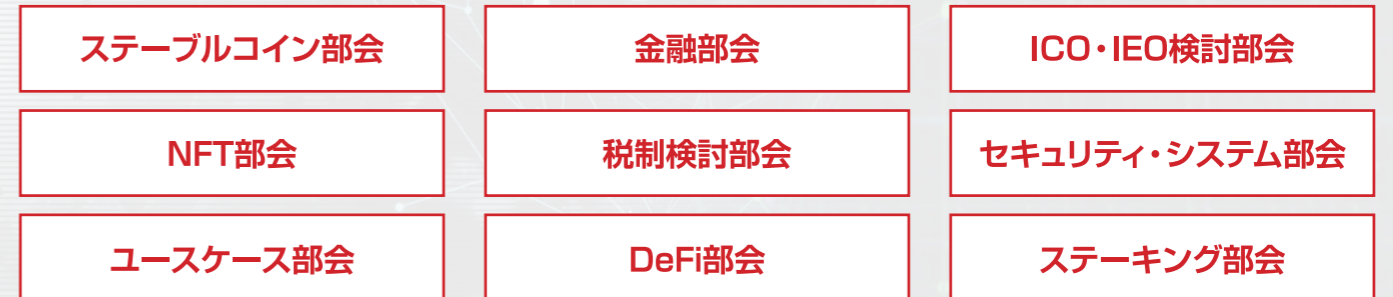 ステーブルコイン部会
金融部会
ICO・IEO検討部会
NFT部会
税制検討部会
セキュリティ・システム部会
ユースケース部会
DeFi部会
ステーキング部会